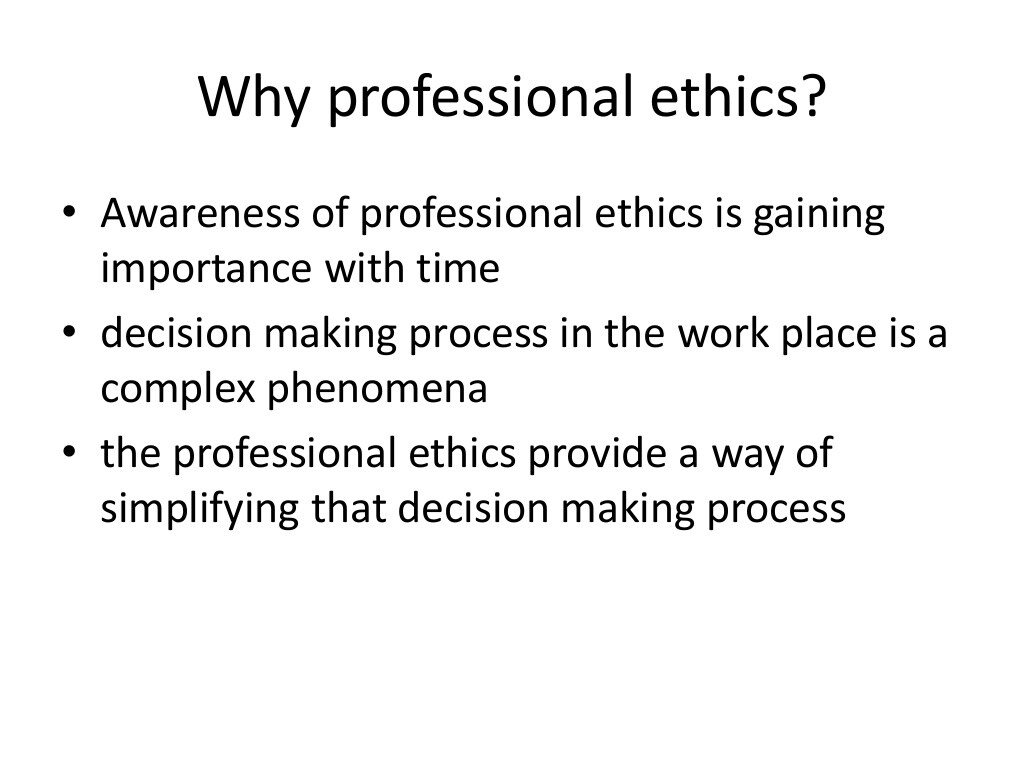 Why professional ethics?
• Awareness of professional ethics is gaining
importance with time
• decision making process in the work place is a
complex phenomena
• the professional ethics provide a way of
simplifying that decision making process